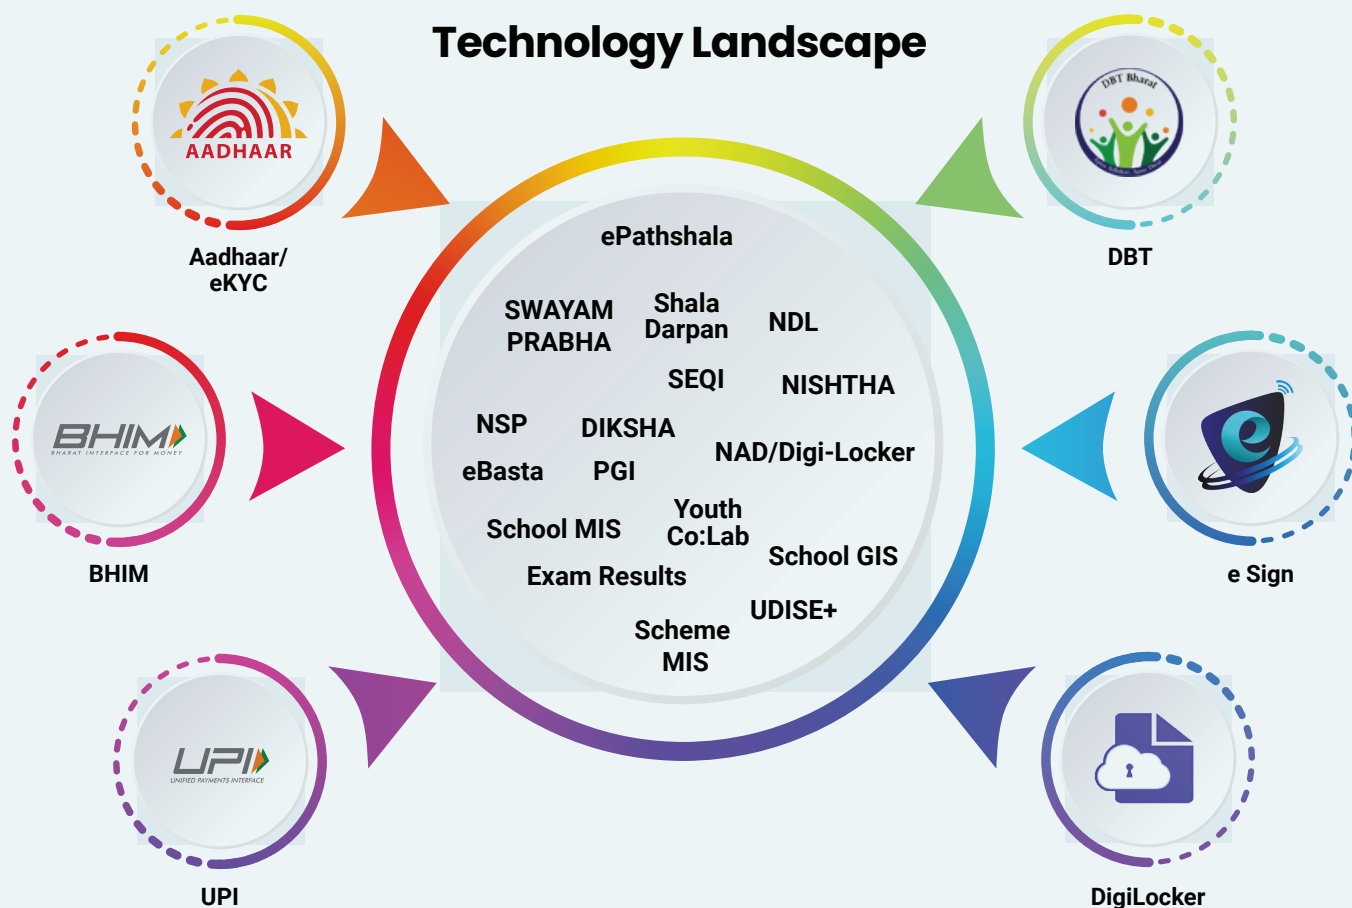 Technology Landscape
AADHAAR
Aadhaar/
eKYC
DBT Bharat
DBT
BHIM
BHARAT INTERFACE FOR MONEY
BHIM
e
e Sign
UPI
UNIFIED PAYMENTS INTERFACE
UPI
DigiLocker
ePathshala
SWAYAM
PRABHA
Shala
Darpan
NDL
SEQI
NISHTHA
NSP
DIKSHA
NAD/Digi-Locker
eBasta
PGI
School MIS
Youth
Co:Lab
School GIS
Exam Results
UDISE+
Scheme
MIS